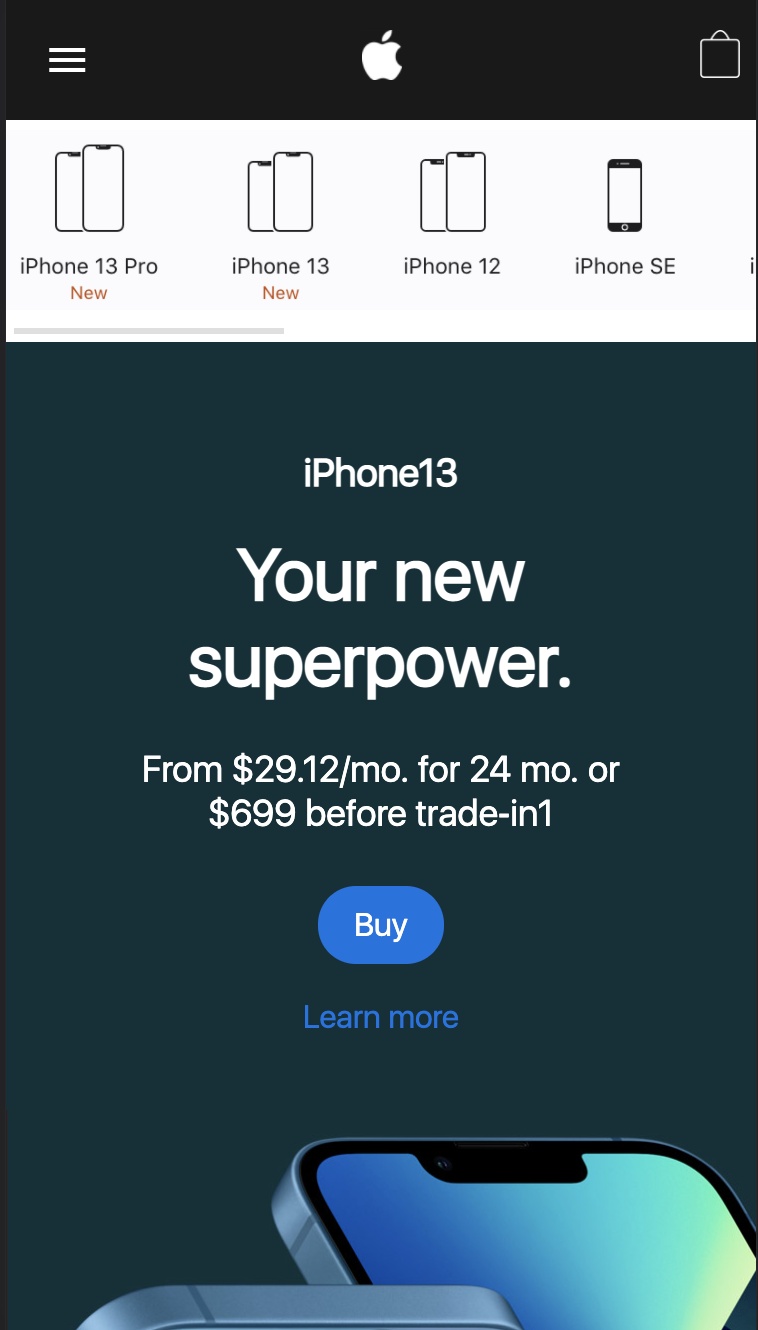 iPhone 13 Pro
New
iPhone 13
New
iPhone 12
iPhone SE
i
iPhone13
Your new
superpower.
From $29.12/mo. for 24 mo. or
$699 before trade-in1
Buy
Learn more